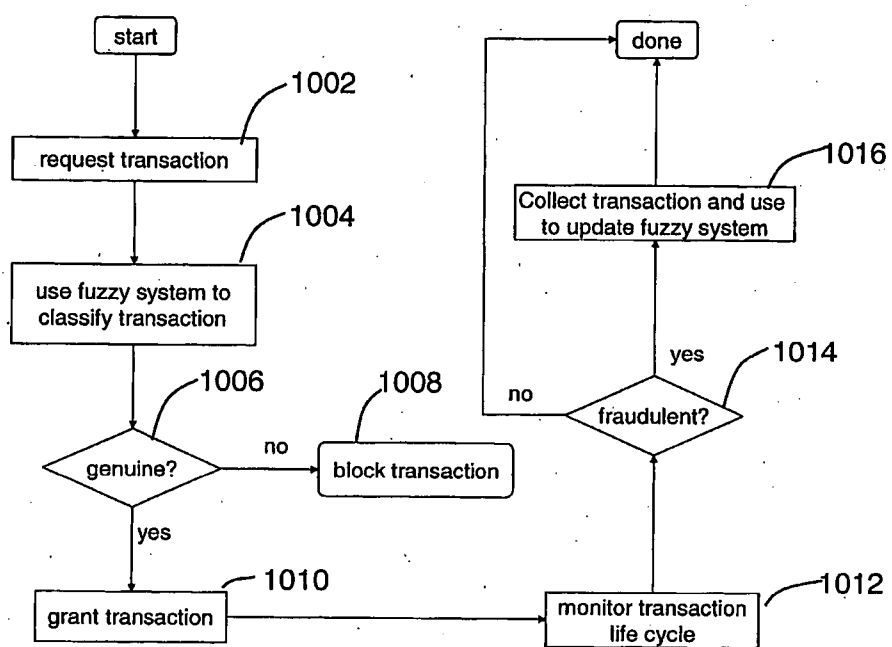 start
1002
request transaction
1004
use fuzzy system to
classify transaction
1006
genuine?
no
1008
block transaction
yes
1010
grant transaction
1012
monitor transaction
life cycle
1014
fraudulent?
no
yes
1016
Collect transaction and use
to update fuzzy system
done